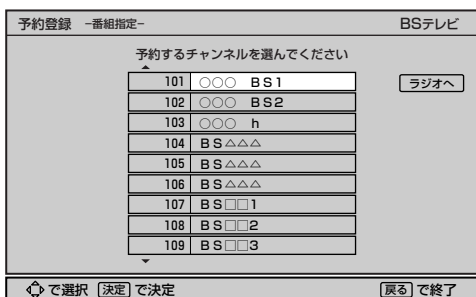 予約登録 −番組指定− BSテレビ
予約するチャンネルを選んでください
101 ○○○ BS1 ラジオへ
102 ○○○ BS2
103 ○○○ h
104 BS△△△
105 BS△△△
106 BS△△△
107 BS□□1
108 BS□□2
109 BS□□3
で選択 決定 で決定 戻る で終了